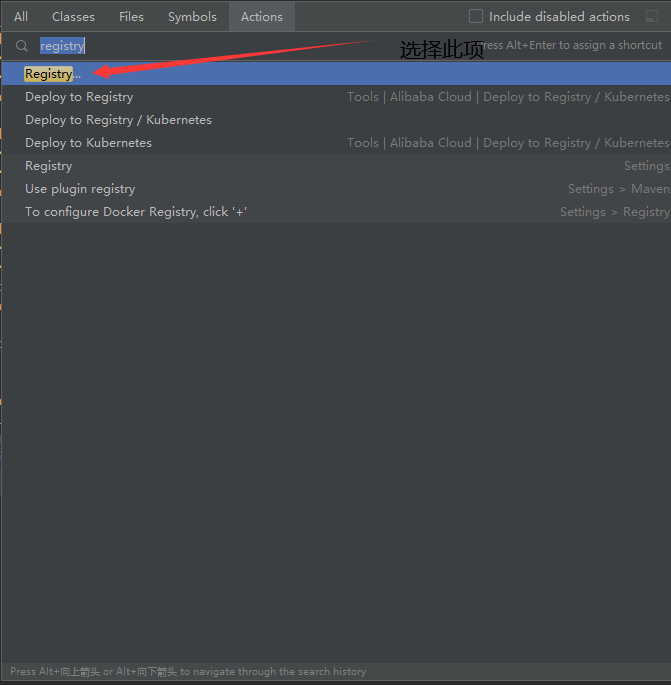 All Classes Files Symbols Actions Include disabled actions
registry 选择此项 Press Alt+Enter to assign a shortcut
Registry...
Deploy to Registry Tools | Alibaba Cloud | Deploy to Registry / Kubernetes
Deploy to Registry / Kubernetes
Deploy to Kubernetes Tools | Alibaba Cloud | Deploy to Registry / Kubernetes
Registry Settings
Use plugin registry Settings > Maven
To configure Docker Registry, click '+' Settings > Registry
Press Alt+向上箭头 or Alt+向下箭头 to navigate through the search history